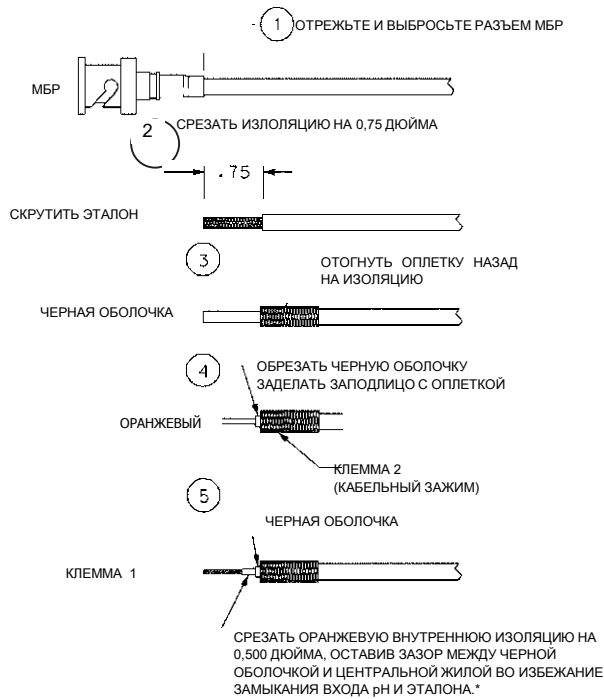 1 ОТРЕЖЬТЕ И ВЫБРОСЬТЕ РАЗЪЕМ МБР
МБР
2 СРЕЗАТЬ ИЗЛОЛЯЦИЮ НА 0,75 ДЮЙМА
.75
СКРУТИТЬ ЭТАЛОН
3
ОТОГНУТЬ ОПЛЕТКУ НАЗАД
НА ИЗОЛЯЦИЮ
ЧЕРНАЯ ОБОЛОЧКА
4
ОБРЕЗАТЬ ЧЕРНУЮ ОБОЛОЧКУ
ЗАДЕЛАТЬ ЗАПОДЛИЦО С ОПЛЕТКОЙ
ОРАНЖЕВЫЙ
КЛЕММА 2
(КАБЕЛЬНЫЙ ЗАЖИМ)
5
ЧЕРНАЯ ОБОЛОЧКА
КЛЕММА 1
СРЕЗАТЬ ОРАНЖЕВУЮ ВНУТРЕННЮЮ ИЗОЛЯЦИЮ НА
0,500 ДЮЙМА, ОСТАВИВ ЗАЗОР МЕЖДУ ЧЕРНОЙ
ОБОЛОЧКОЙ И ЦЕНТРАЛЬНОЙ ЖИЛОЙ ВО ИЗБЕЖАНИЕ
ЗАМЫКАНИЯ ВХОДА pH И ЭТАЛОНА.*